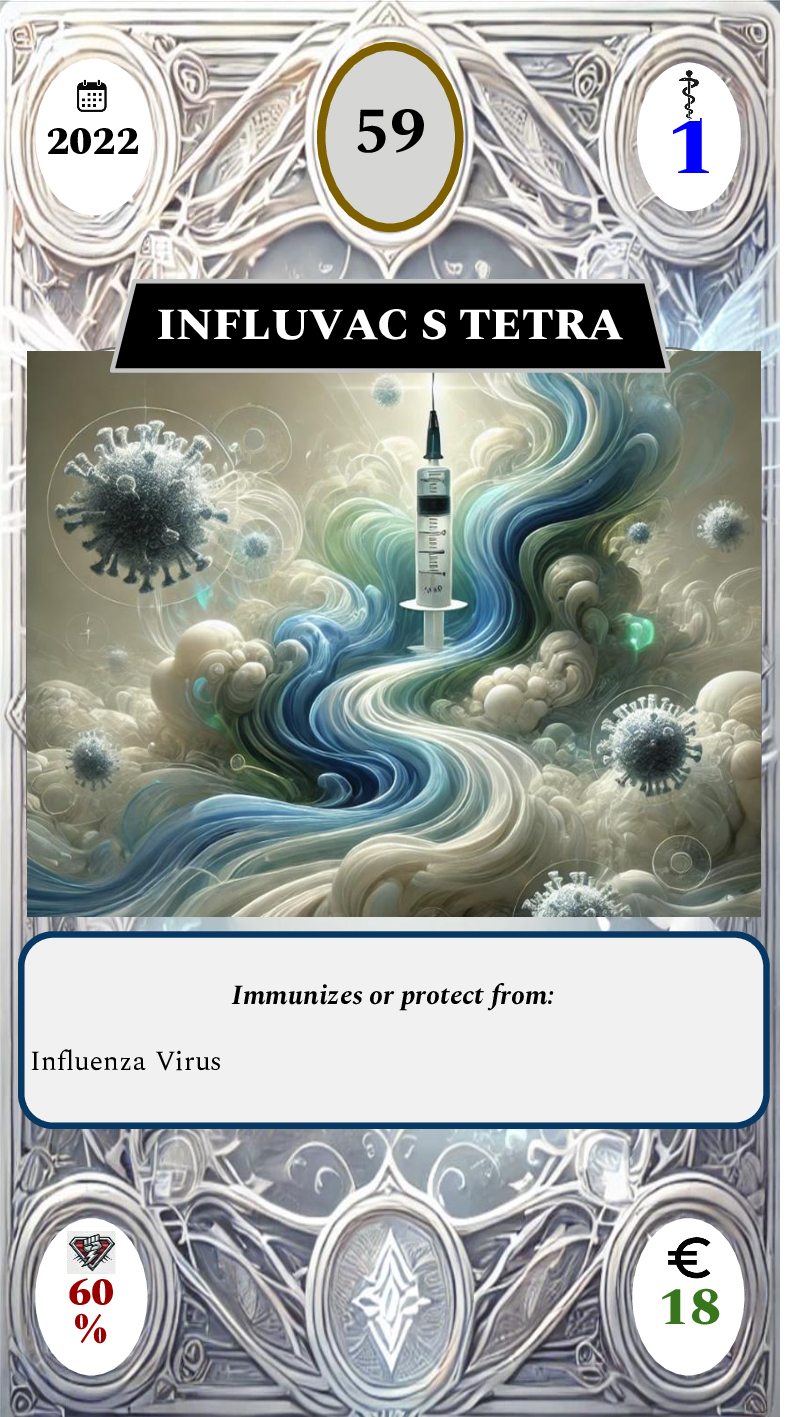 2022
59
1
INFLUVAC S TETRA
Immunizes or protect from:
Influenza Virus
60
%
€
18